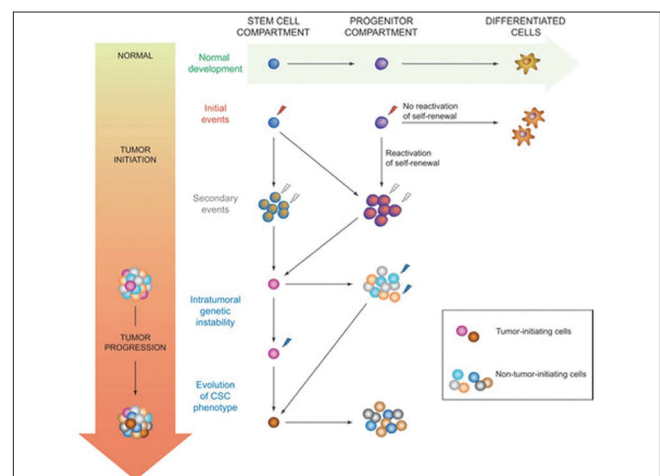 STEM CELL
COMPARTMENT
PROGENITOR
COMPARTMENT
DIFFERENTIATED
CELLS
NORMAL
Normal
development
Initial
events
No reactivation
of self-renewal
TUMOR
INITIATION
Reactivation
of self-renewal
Secondary
events
Intratumoral
genetic
instability
TUMOR
PROGRESSION
Tumor-initiating cells
Non-tumor-initiating cells
Evolution
of CSC
phenotype